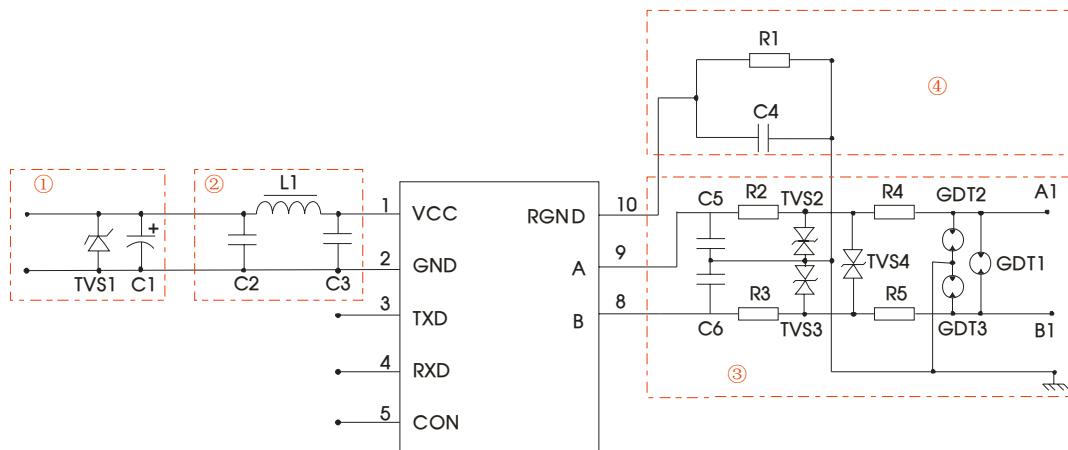 R1
④
C4
①
②
L1
1
VCC
RGND
10
C5
R2
TVS2
R4
GDT2
A1
2
GND
A
9
TVS4
GDT1
TVS1
C1
+
C2
C3
3
TXD
B
8
R3
R5
C6
TVS3
GDT3
B1
4
RXD
③
5
CON